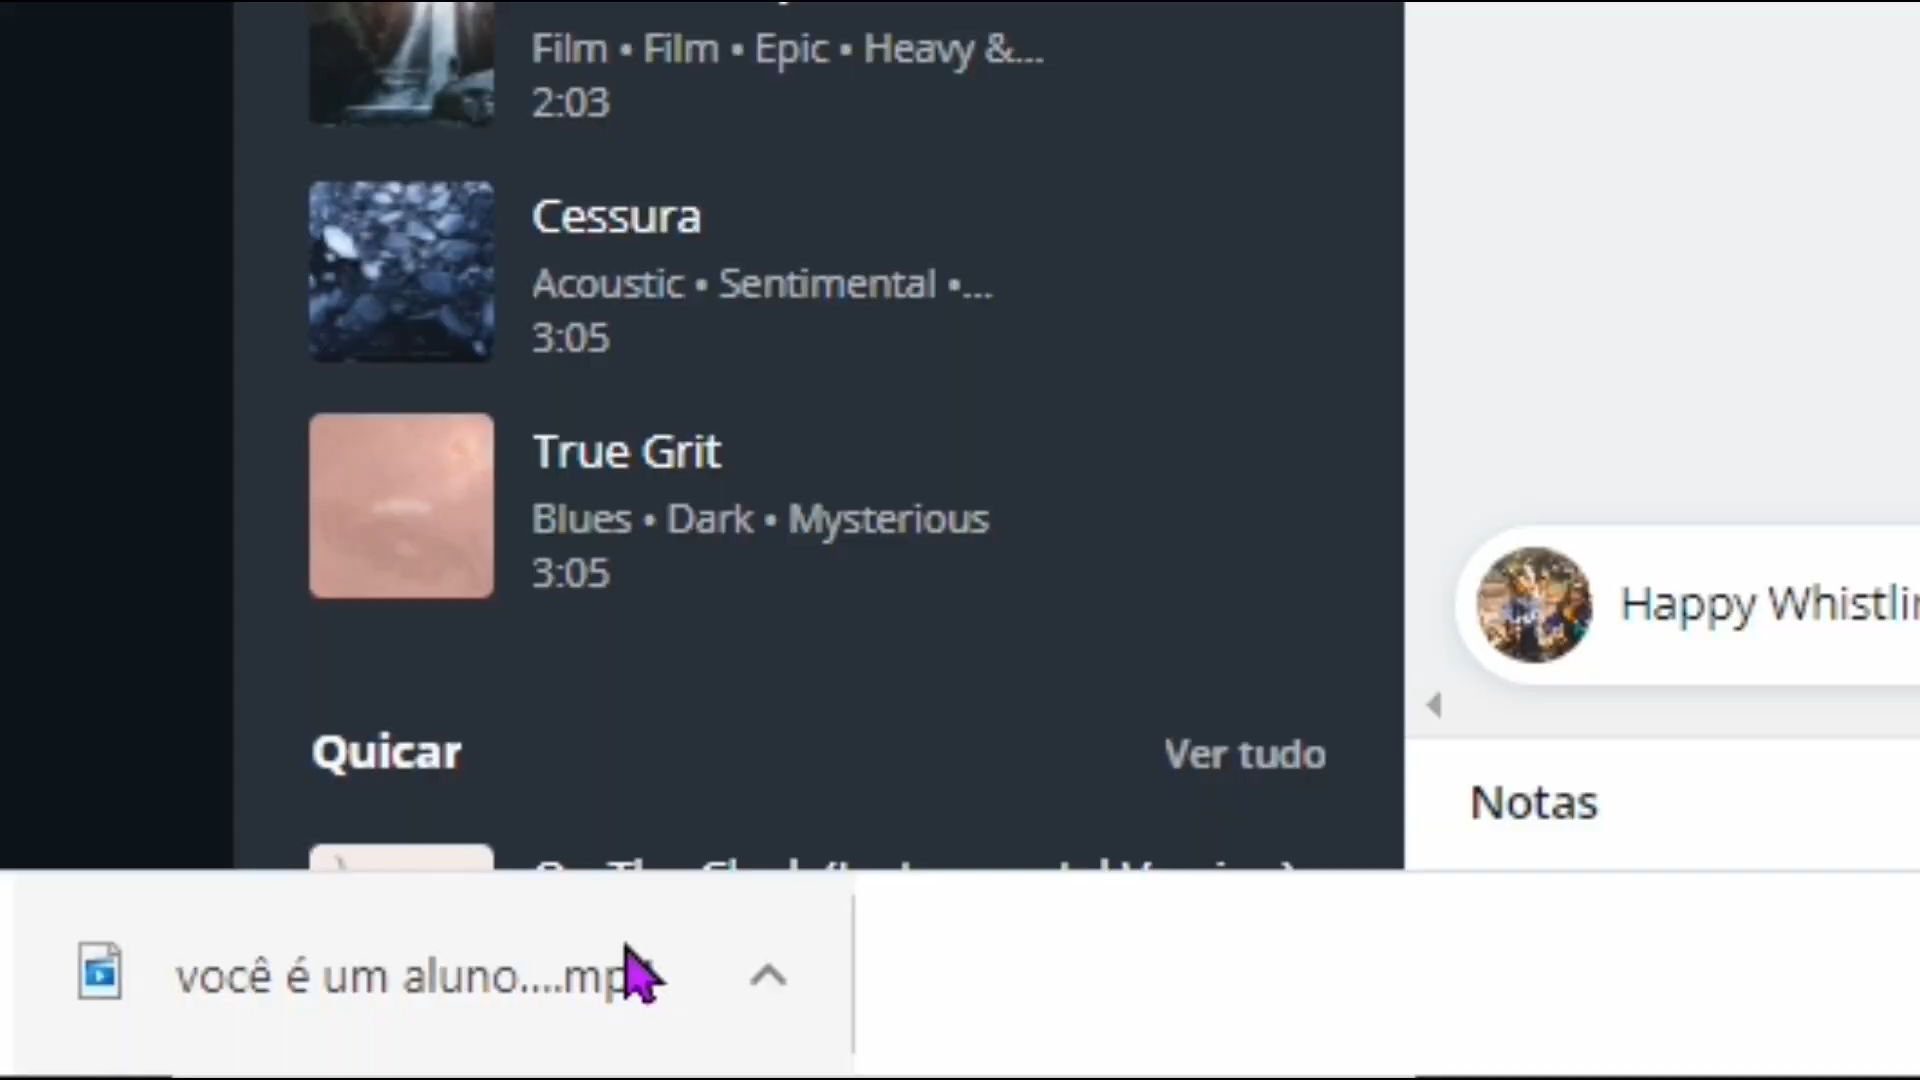 Film • Film • Epic • Heavy &...
2:03
Cessura
Acoustic • Sentimental •...
3:05
True Grit
Blues • Dark • Mysterious
3:05
Happy Whistlin
Quicar
Ver tudo
Notas
você é um aluno....mp